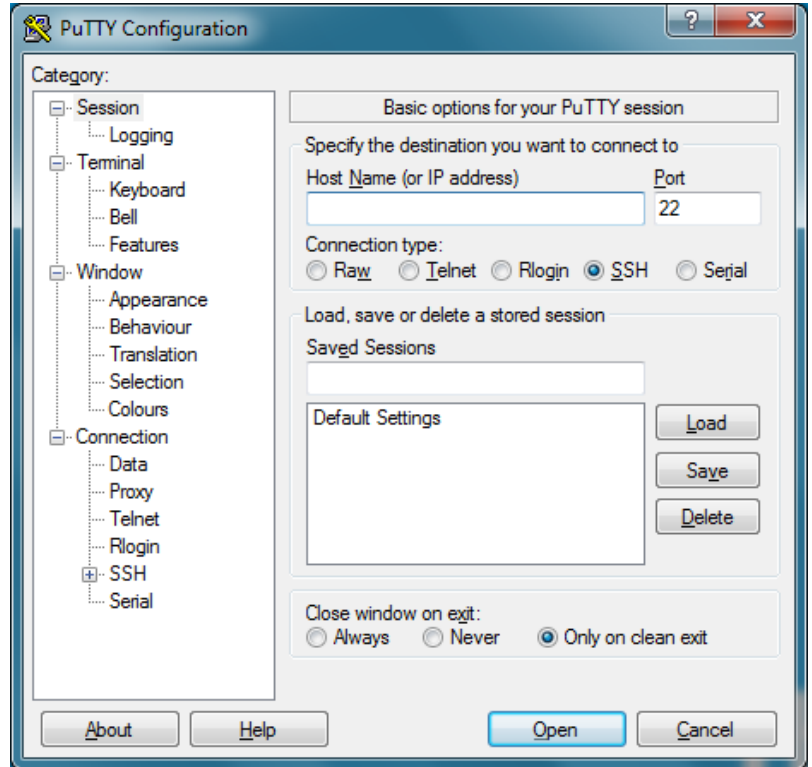 PuTTY Configuration
?
X
Category:
Session
Logging
Terminal
Keyboard
Bell
Features
Window
Appearance
Behaviour
Translation
Selection
Colours
Connection
Data
Proxy
Telnet
Rlogin
SSH
Serial
Basic options for your PuTTY session
Specify the destination you want to connect to
Host Name (or IP address) Port
22
Connection type:
Raw Telnet Rlogin SSH Serial
Load, save or delete a stored session
Saved Sessions
Default Settings
Load
Save
Delete
Close window on exit:
Always Never Only on clean exit
About Help Open Cancel